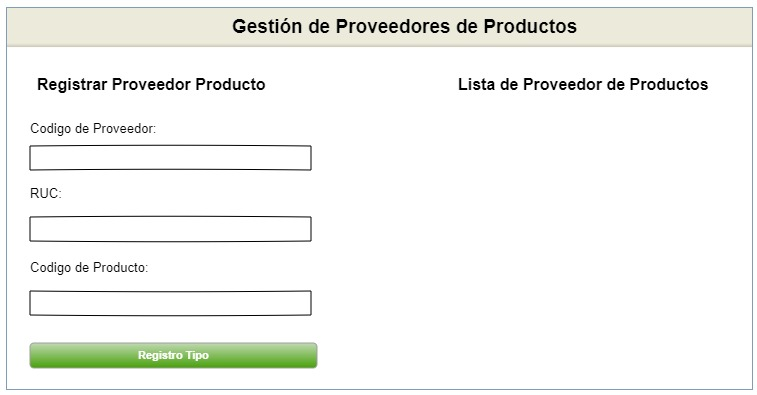 Gestión de Proveedores de Productos
Registrar Proveedor Producto
Lista de Proveedor de Productos
Codigo de Proveedor:
RUC:
Codigo de Producto:
Registro Tipo